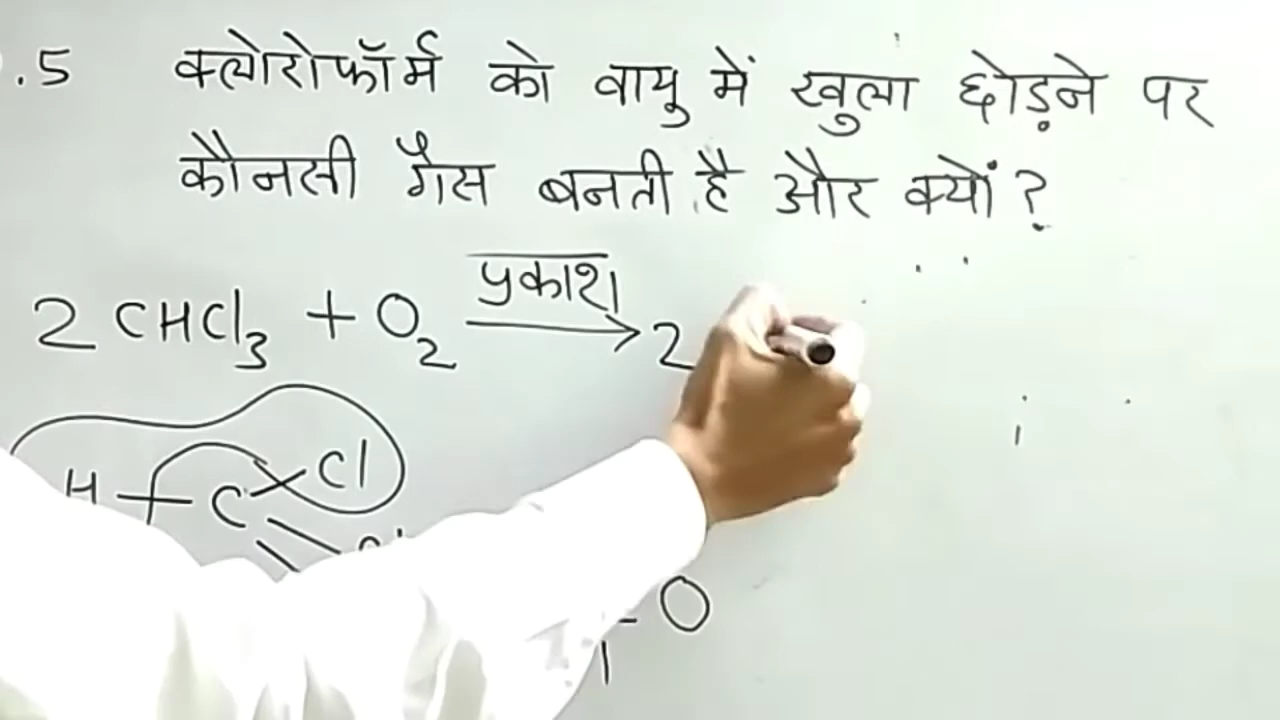 .5 क्लोरोफॉर्म को वायु में खुला छोड़ने पर
कौनसी गैस बनती है और क्यों ?
प्रकाश
2 CHCl₃ + O₂ → 2
H C Cl
O